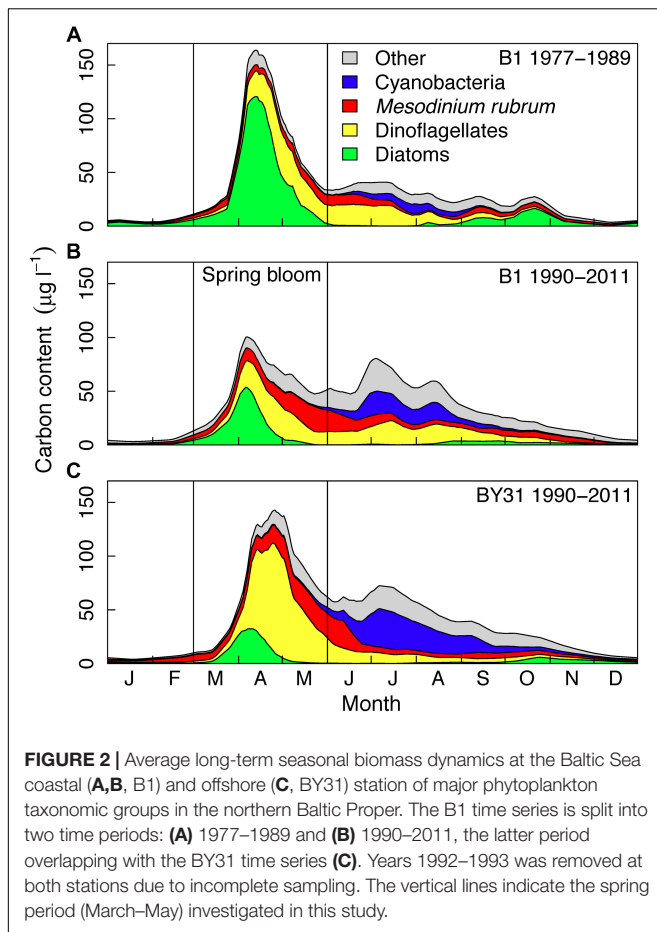 A
B1 1977–1989
Other
Cyanobacteria
Mesodinium rubrum
Dinoflagellates
Diatoms
0 50 100 150
B
Spring bloom
B1 1990–2011
0 50 100 150
Carbon content (µg l⁻¹)
C
BY31 1990–2011
0 50 100 150
J F M A M J J A S O N D
Month
FIGURE 2 | Average long-term seasonal biomass dynamics at the Baltic Sea
coastal (A,B, B1) and offshore (C, BY31) station of major phytoplankton
taxonomic groups in the northern Baltic Proper. The B1 time series is split into
two time periods: (A) 1977–1989 and (B) 1990–2011, the latter period
overlapping with the BY31 time series (C). Years 1992–1993 was removed at
both stations due to incomplete sampling. The vertical lines indicate the spring
period (March–May) investigated in this study.